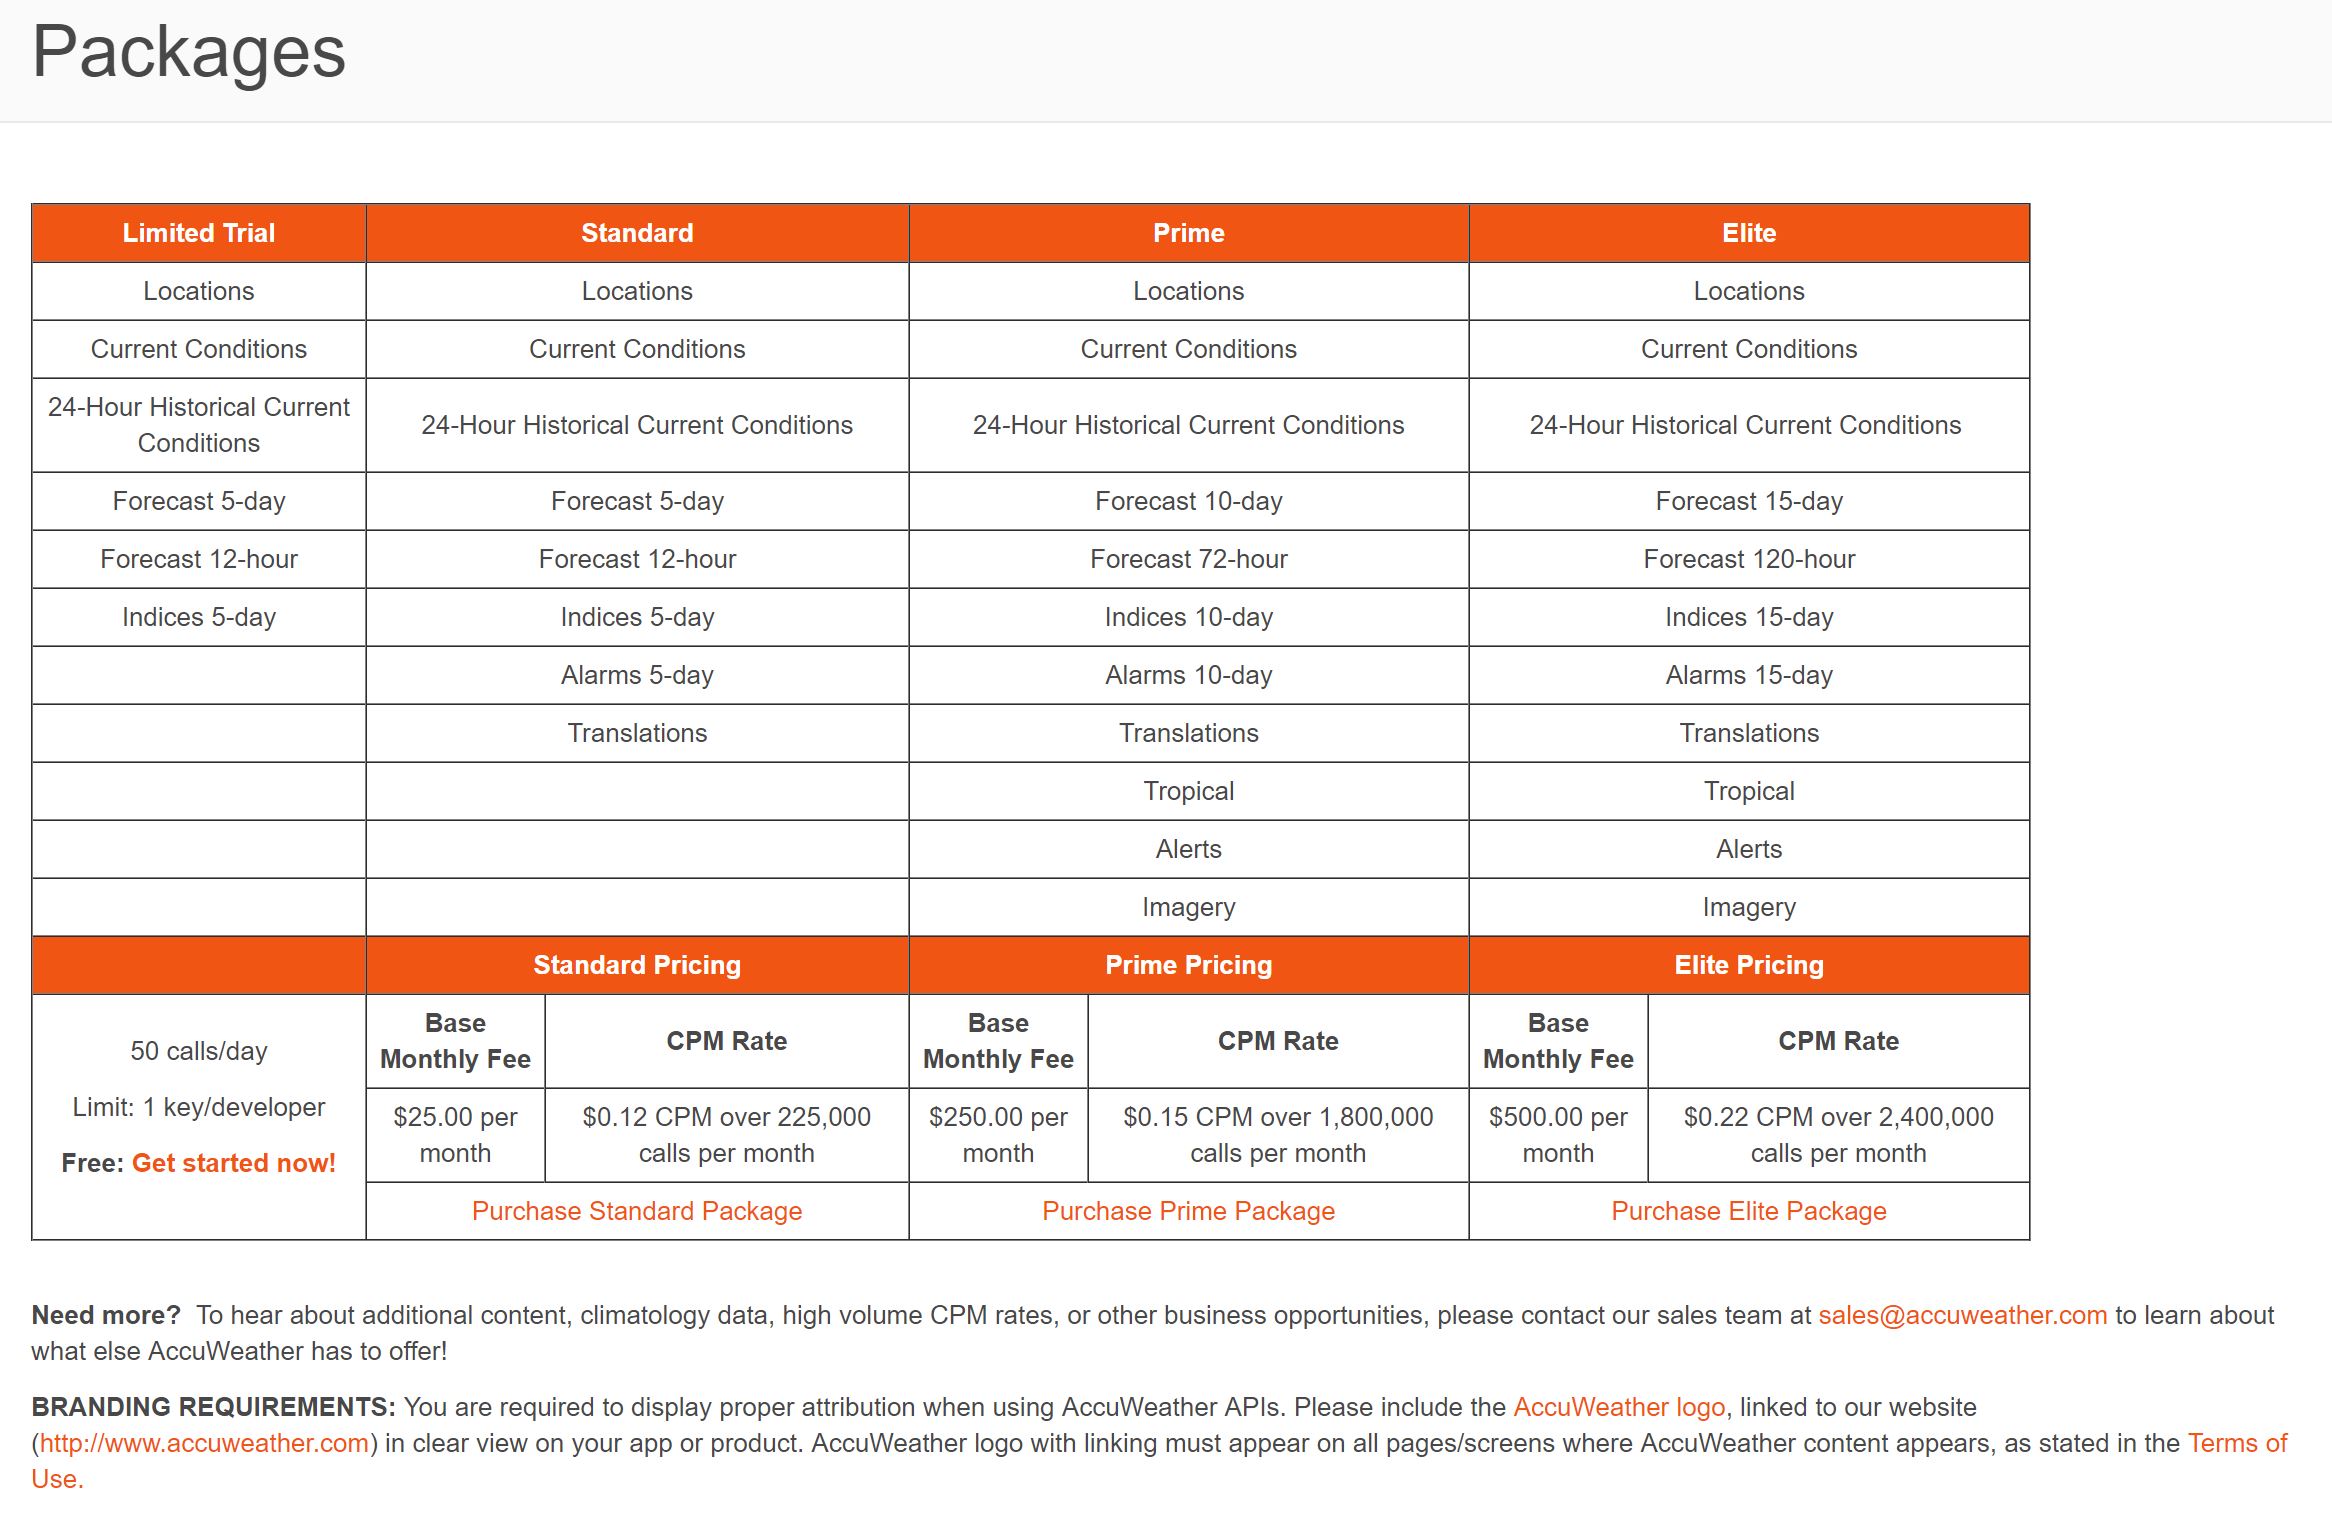 Packages
Limited Trial Standard Prime Elite
Locations Locations Locations Locations
Current Conditions Current Conditions Current Conditions Current Conditions
24-Hour Historical Current
Conditions
24-Hour Historical Current Conditions 24-Hour Historical Current Conditions 24-Hour Historical Current Conditions
Forecast 5-day Forecast 5-day Forecast 10-day Forecast 15-day
Forecast 12-hour Forecast 12-hour Forecast 72-hour Forecast 120-hour
Indices 5-day Indices 5-day Indices 10-day Indices 15-day
Alarms 5-day Alarms 10-day Alarms 15-day
Translations Translations Translations
Tropical Tropical
Alerts Alerts
Imagery Imagery
Standard Pricing Prime Pricing Elite Pricing
50 calls/day
Limit: 1 key/developer
Free: Get started now!
Base
Monthly Fee
CPM Rate
Base
Monthly Fee
CPM Rate
Base
Monthly Fee
CPM Rate
$25.00 per
month
$0.12 CPM over 225,000
calls per month
$250.00 per
month
$0.15 CPM over 1,800,000
calls per month
$500.00 per
month
$0.22 CPM over 2,400,000
calls per month
Purchase Standard Package Purchase Prime Package Purchase Elite Package
Need more? To hear about additional content, climatology data, high volume CPM rates, or other business opportunities, please contact our sales team at sales@accuweather.com to learn about
what else AccuWeather has to offer!
BRANDING REQUIREMENTS: You are required to display proper attribution when using AccuWeather APIs. Please include the AccuWeather logo, linked to our website
(http://www.accuweather.com) in clear view on your app or product. AccuWeather logo with linking must appear on all pages/screens where AccuWeather content appears, as stated in the Terms of
Use.